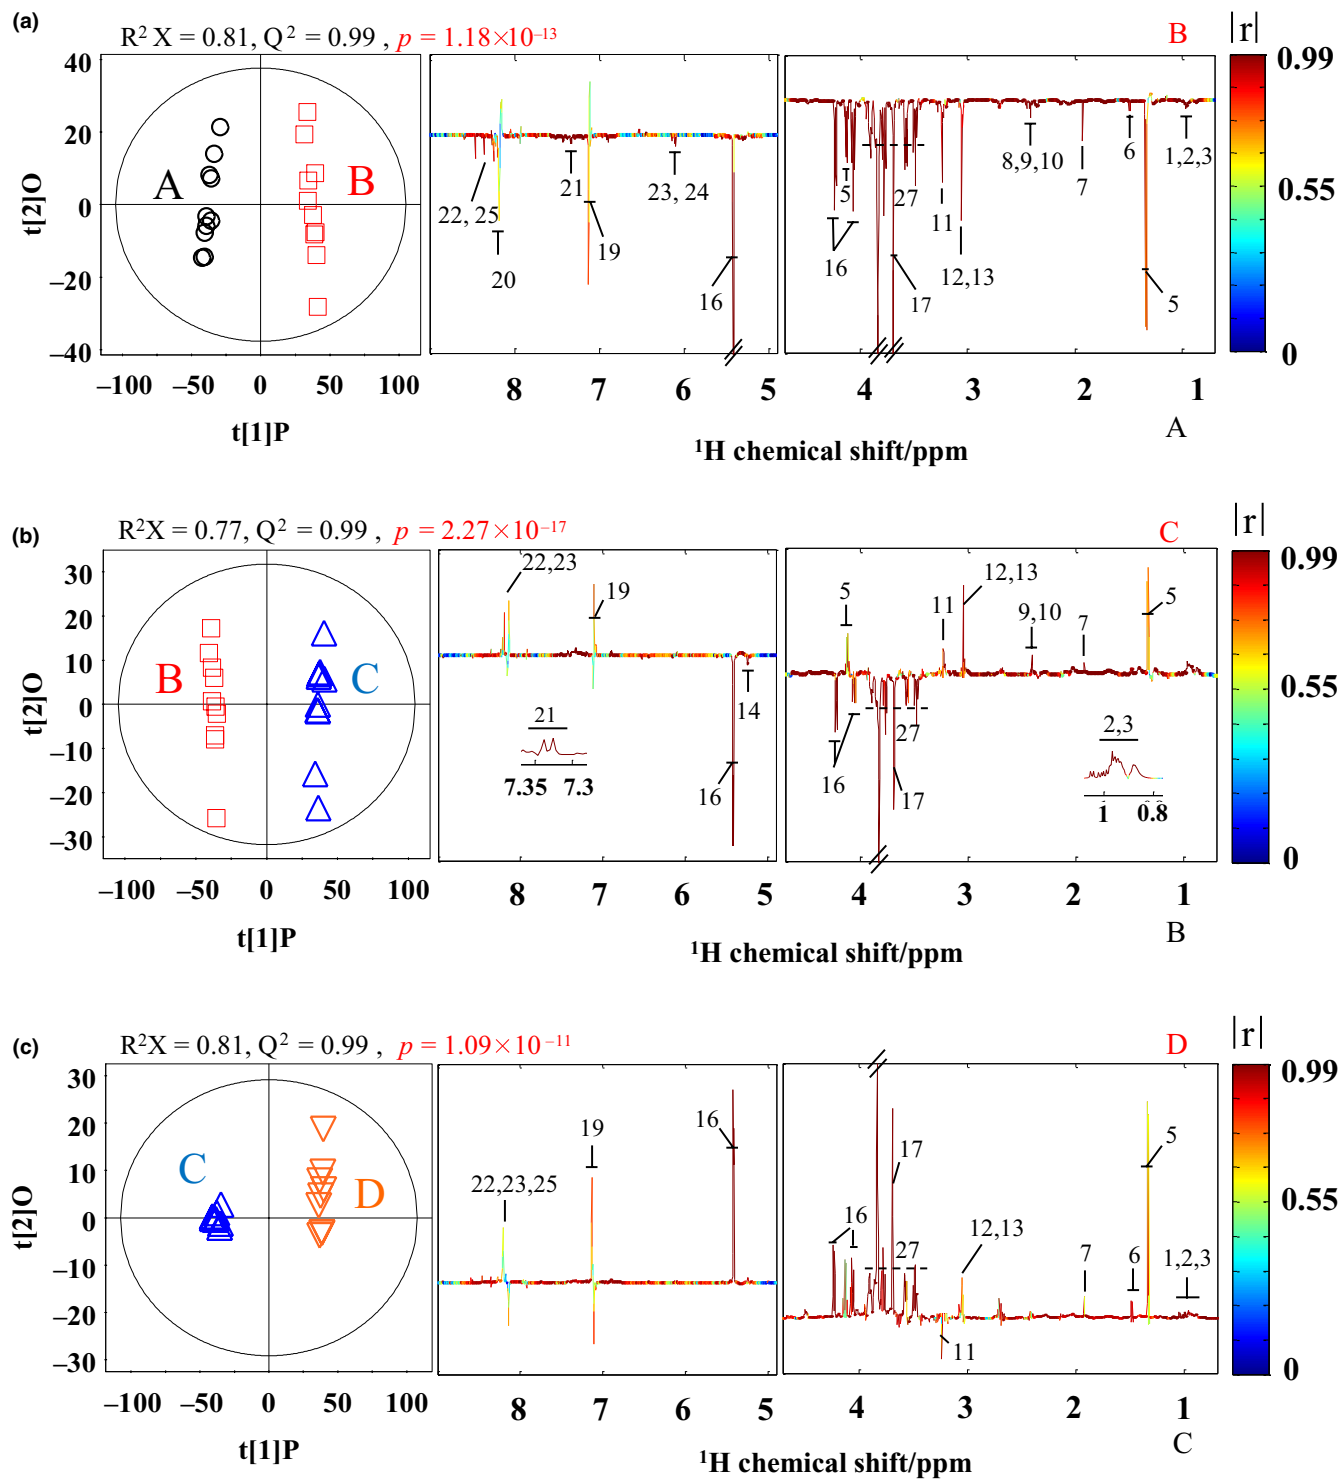 (a)
R² X = 0.81, Q² = 0.99 , p = 1.18×10⁻¹³
B
|r|
40
20
0
−20
−40
t[2]O
A
B
−100 −50 0 50 100
t[1]P
22, 25
20
21
19
23, 24
16
8 7 6 5
5
16
27
17
11
12,13
8,9,10
7
6
1,2,3
5
4 3 2 1
A
¹H chemical shift/ppm
0.99
0.55
0
(b)
R²X = 0.77, Q² = 0.99 , p = 2.27×10⁻¹⁷
C
|r|
30
20
10
0
−10
−20
−30
t[2]O
B
C
−100 −50 0 50 100
t[1]P
22,23
19
21
7.35 7.3
14
16
8 7 6 5
5
11
12,13
9,10
7
5
16
27
17
2,3
1 0.8
4 3 2 1
B
¹H chemical shift/ppm
0.99
0.55
0
(c)
R²X = 0.81, Q² = 0.99 , p = 1.09×10⁻¹¹
D
|r|
30
20
10
0
−10
−20
−30
t[2]O
C
D
−100 −50 0 50 100
t[1]P
22,23,25
19
16
8 7 6 5
16
17
27
12,13
11
7
6
1,2,3
5
4 3 2 1
C
¹H chemical shift/ppm
0.99
0.55
0